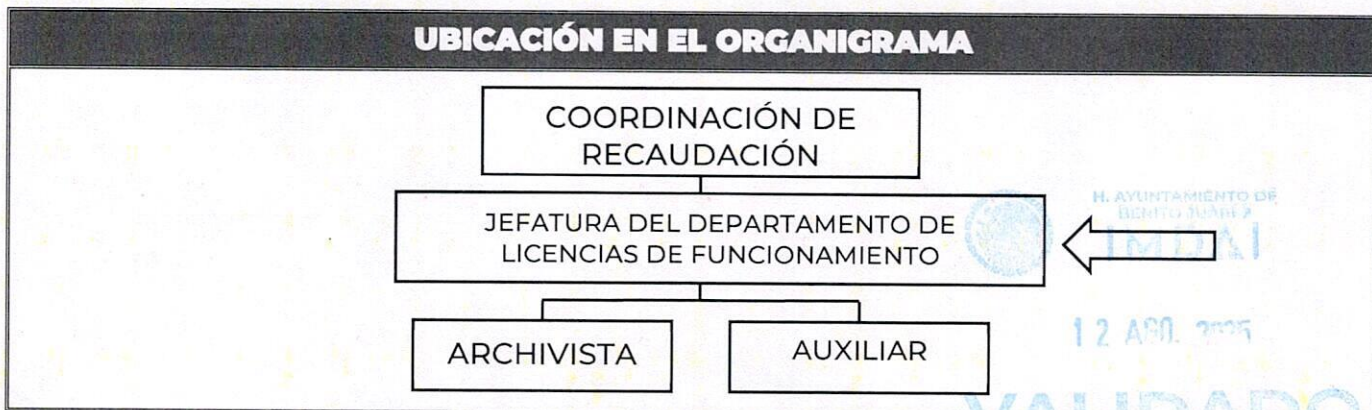 UBICACIÓN EN EL ORGANIGRAMA
COORDINACIÓN DE
RECAUDACIÓN
JEFATURA DEL DEPARTAMENTO DE
LICENCIAS DE FUNCIONAMIENTO
H. AYUNTAMIENTO DE
BENITO JUÁREZ
ARCHIVISTA
AUXILIAR
12 AGO. 2025
VALIDADO